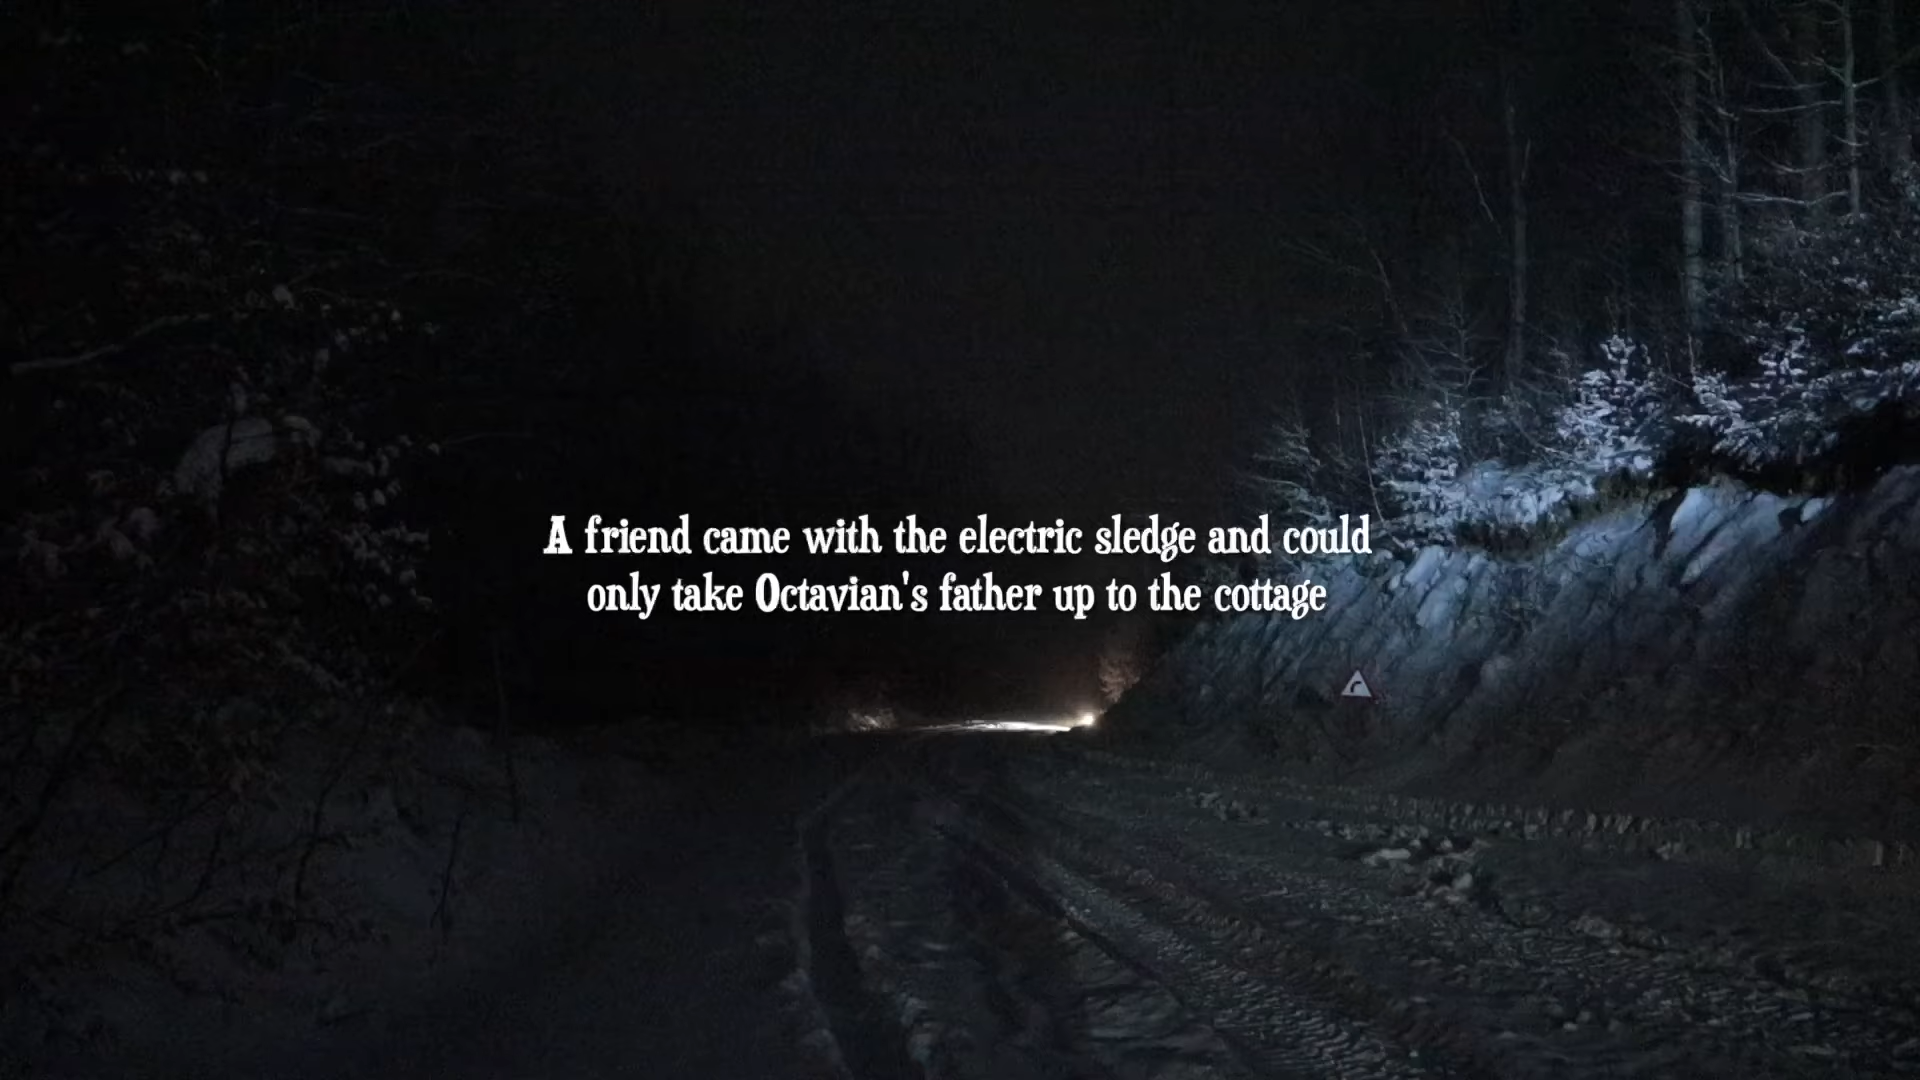 A friend came with the electric sledge and could
only take Octavian's father up to the cottage